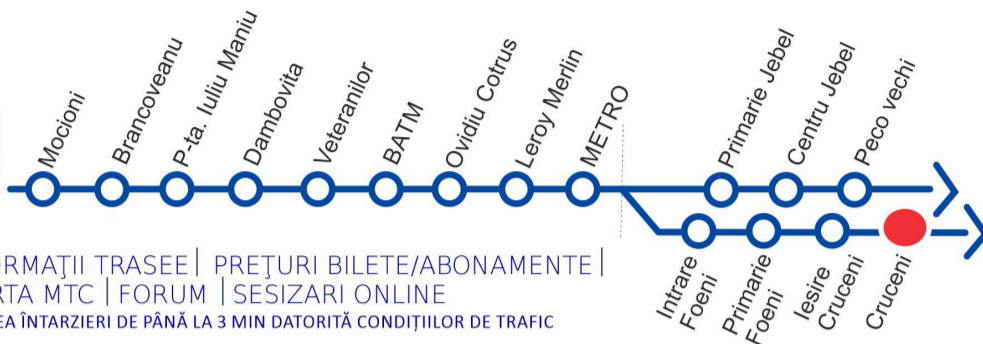 Mocioni
Brancoveanu
P-ta. Iuliu Maniu
Dambovita
Veteranilor
BATM
Ovidiu Cotrus
Leroy Merlin
METRO
Primarie Jebel
Centru Jebel
Peco vechi
Intrare
Foeni
Primarie
Foeni
Iesire
Cruceni
Cruceni
ORMAŢII TRASEE| PREŢURI BILETE/ABONAMENTE|
RTA MTC |FORUM |SESIZARI ONLINE
EA ÎNTARZIERI DE PÂNĂ LA 3 MIN DATORITĂ CONDIȚIILOR DE TRAFIC